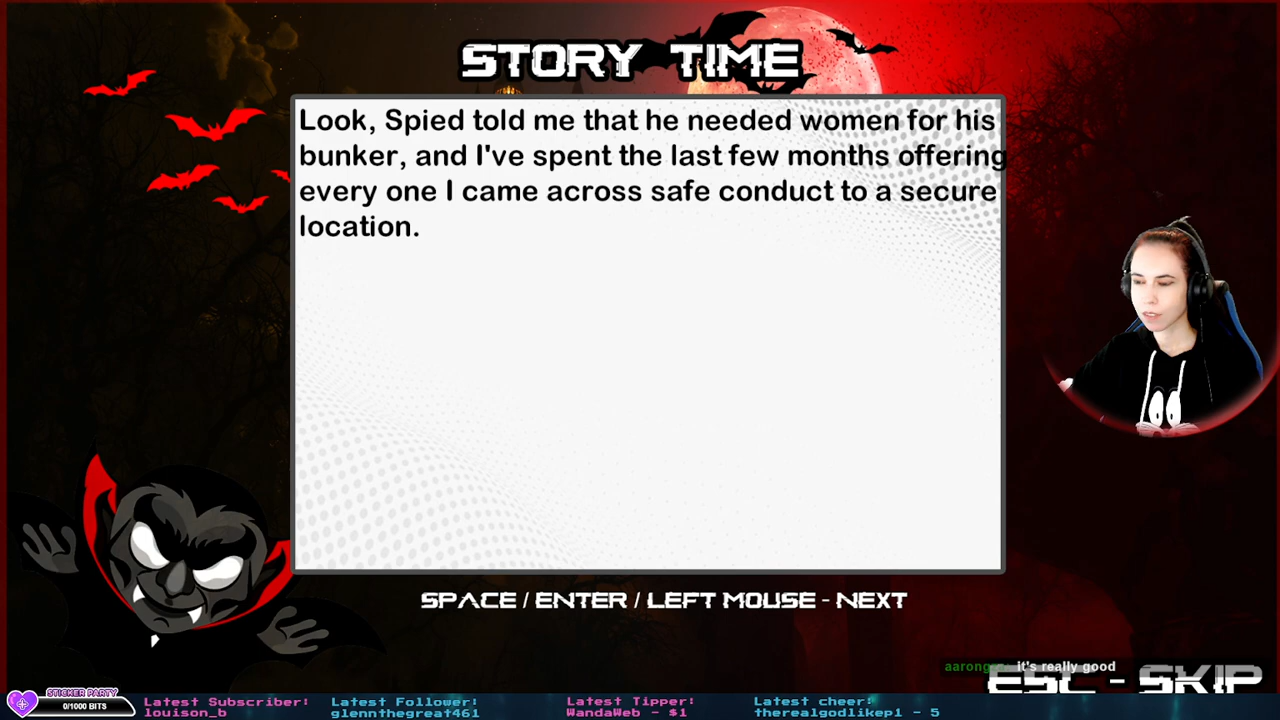 STORY TIME
Look, Spied told me that he needed women for his
bunker, and I've spent the last few months offering
every one I came across safe conduct to a secure
location.
SPACE / ENTER / LEFT MOUSE - NEXT
it's really good
ESC - SKIP
STICKER PARTY
0/1000 BITS
Latest Subscriber:
louison_b
Latest Follower:
glennthegreat461
Latest Tipper:
WandaWeb - $1
Latest cheer:
therealgodlikep1 - 5